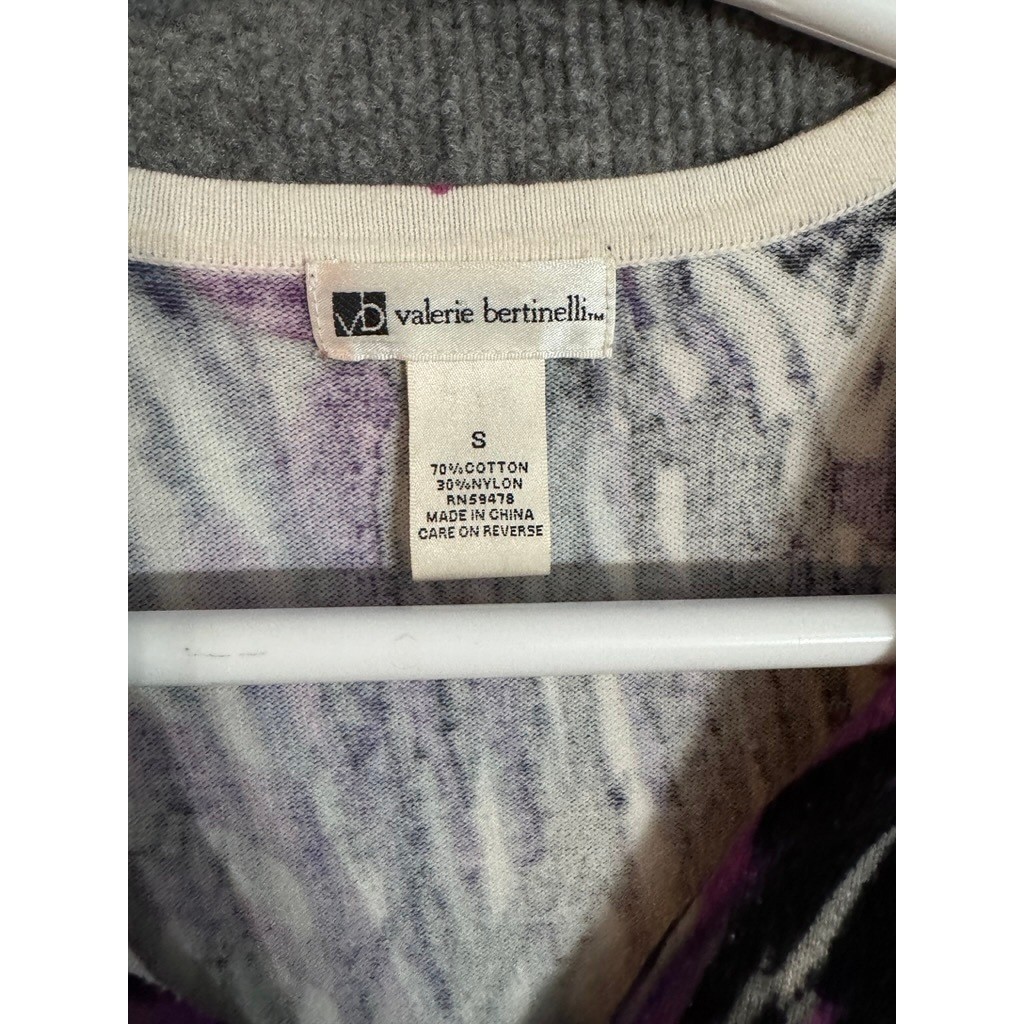 vb valerie bertinelli™
S
70%COTTON
30%NYLON
RN59478
MADE IN CHINA
CARE ON REVERSE